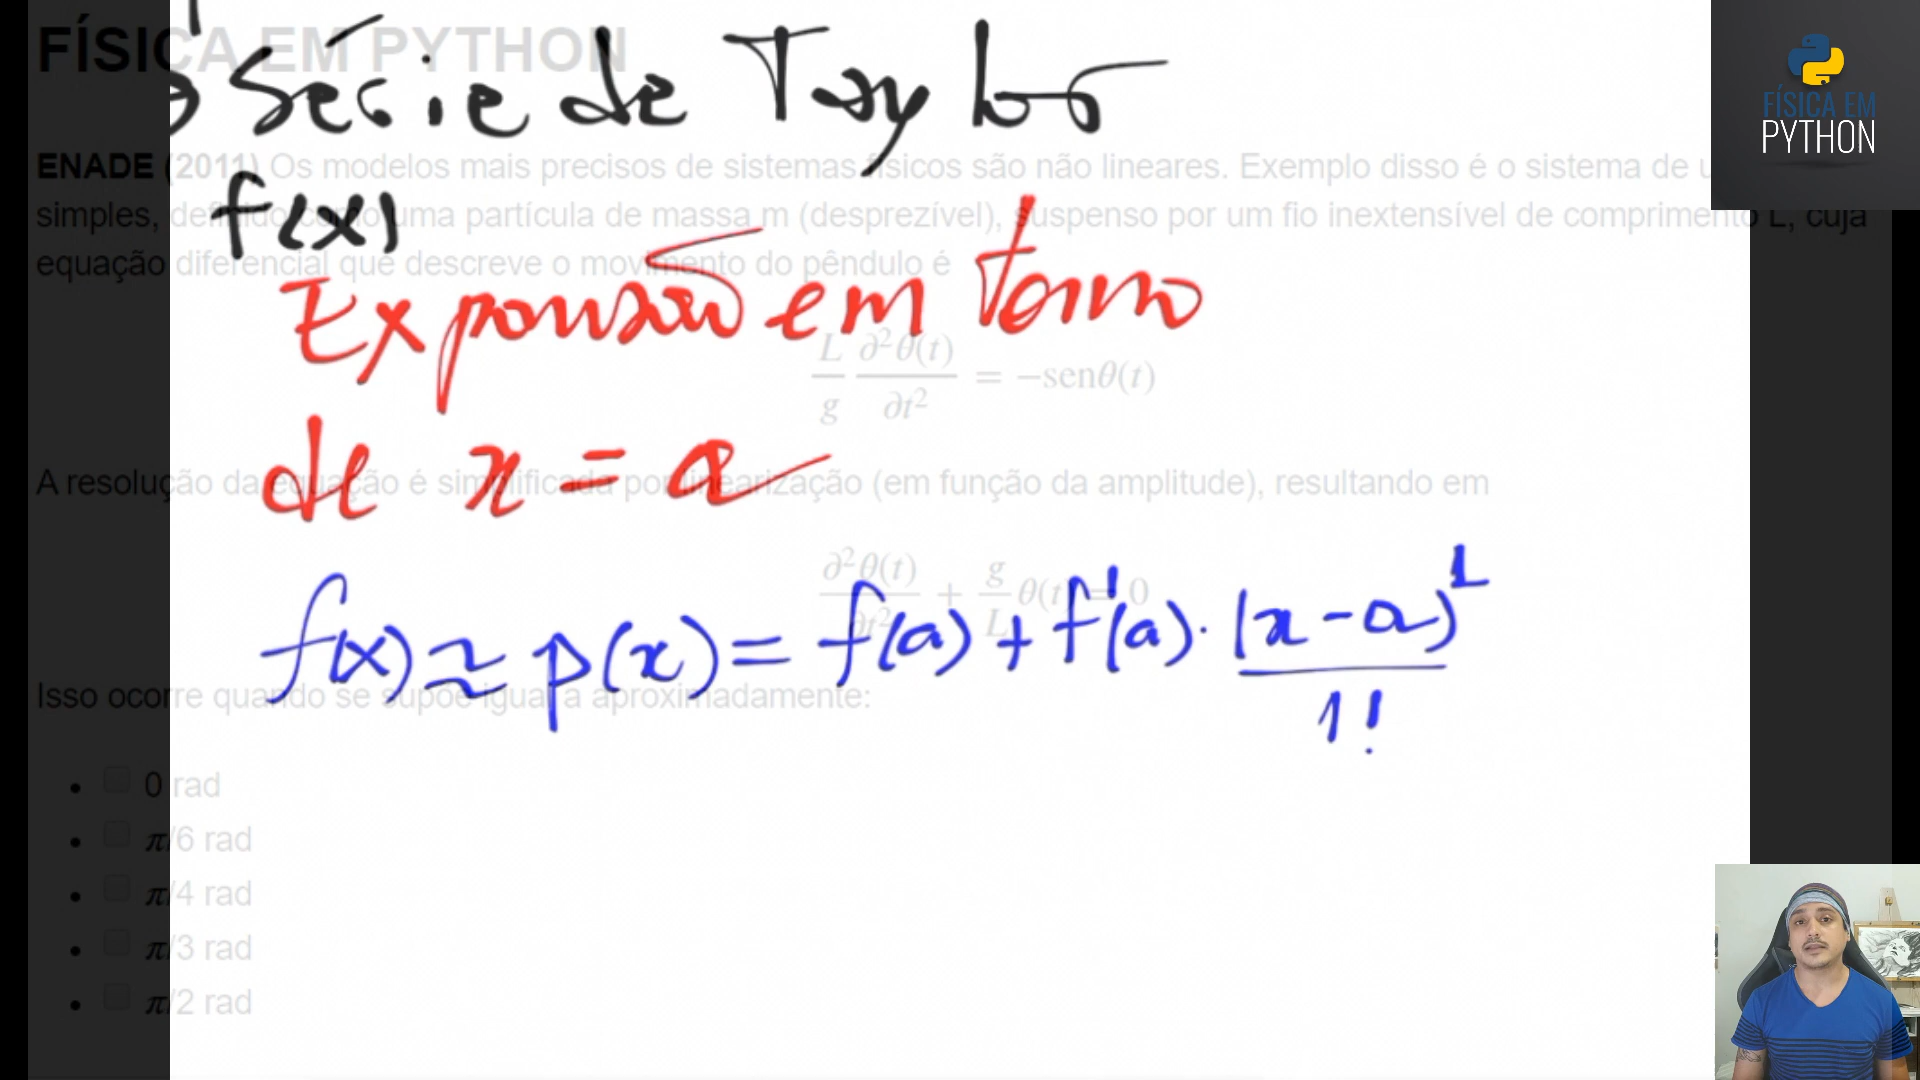 FÍSICA EM PYTHON
Série de Taylor
ENADE (2011) Os modelos mais precisos de sistemas físicos são não lineares. Exemplo disso é o sistema de
simples, uma partícula de massa m (desprezível), suspenso por um fio inextensível de comprimento L, cuja
f(x)
equação diferencial que descreve o movimento do pêndulo é
Expansão em torno
L/g ∂²θ(t)/∂t² = −senθ(t)
de x = a
A resolução da equação é simplificada por linearização (em função da amplitude), resultando em
∂²θ(t)/∂t² + g/L θ(t) = 0
f(x) ≈ p(x) = f(a) + f'(a) · (x - a)¹/1!
Isso ocorre quando se supõe igual a aproximadamente:
0 rad
π/6 rad
π/4 rad
π/3 rad
π/2 rad
FÍSICA EM
PYTHON